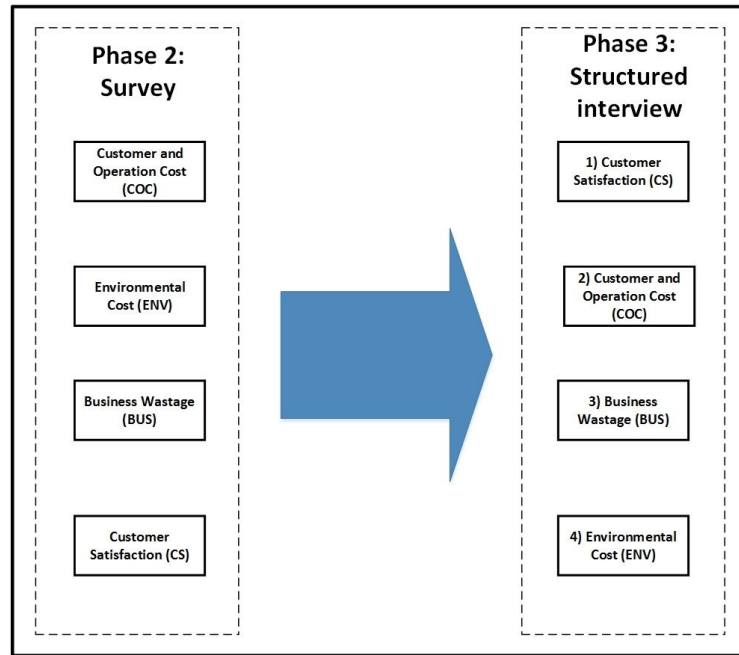 Phase 2:
Survey
Customer and
Operation Cost
(COC)
Environmental
Cost (ENV)
Business Wastage
(BUS)
Customer
Satisfaction (CS)
Phase 3:
Structured
interview
1) Customer
Satisfaction (CS)
2) Customer and
Operation Cost
(COC)
3) Business
Wastage (BUS)
4) Environmental
Cost (ENV)